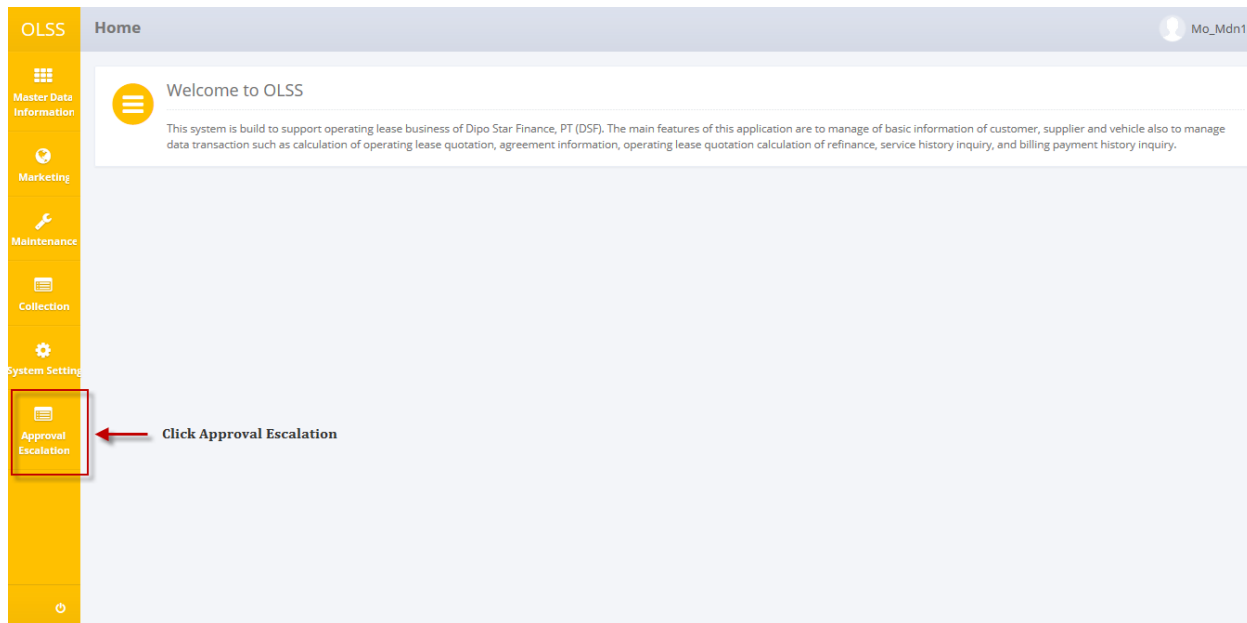 OLSS
Home
Mo_Mdn1
Master Data
Information
Marketing
Maintenance
Collection
System Setting
Approval
Escalation
Welcome to OLSS
This system is build to support operating lease business of Dipo Star Finance, PT (DSF). The main features of this application are to manage of basic information of customer, supplier and vehicle also to manage
data transaction such as calculation of operating lease quotation, agreement information, operating lease quotation calculation of refinance, service history inquiry, and billing payment history inquiry.
Click Approval Escalation